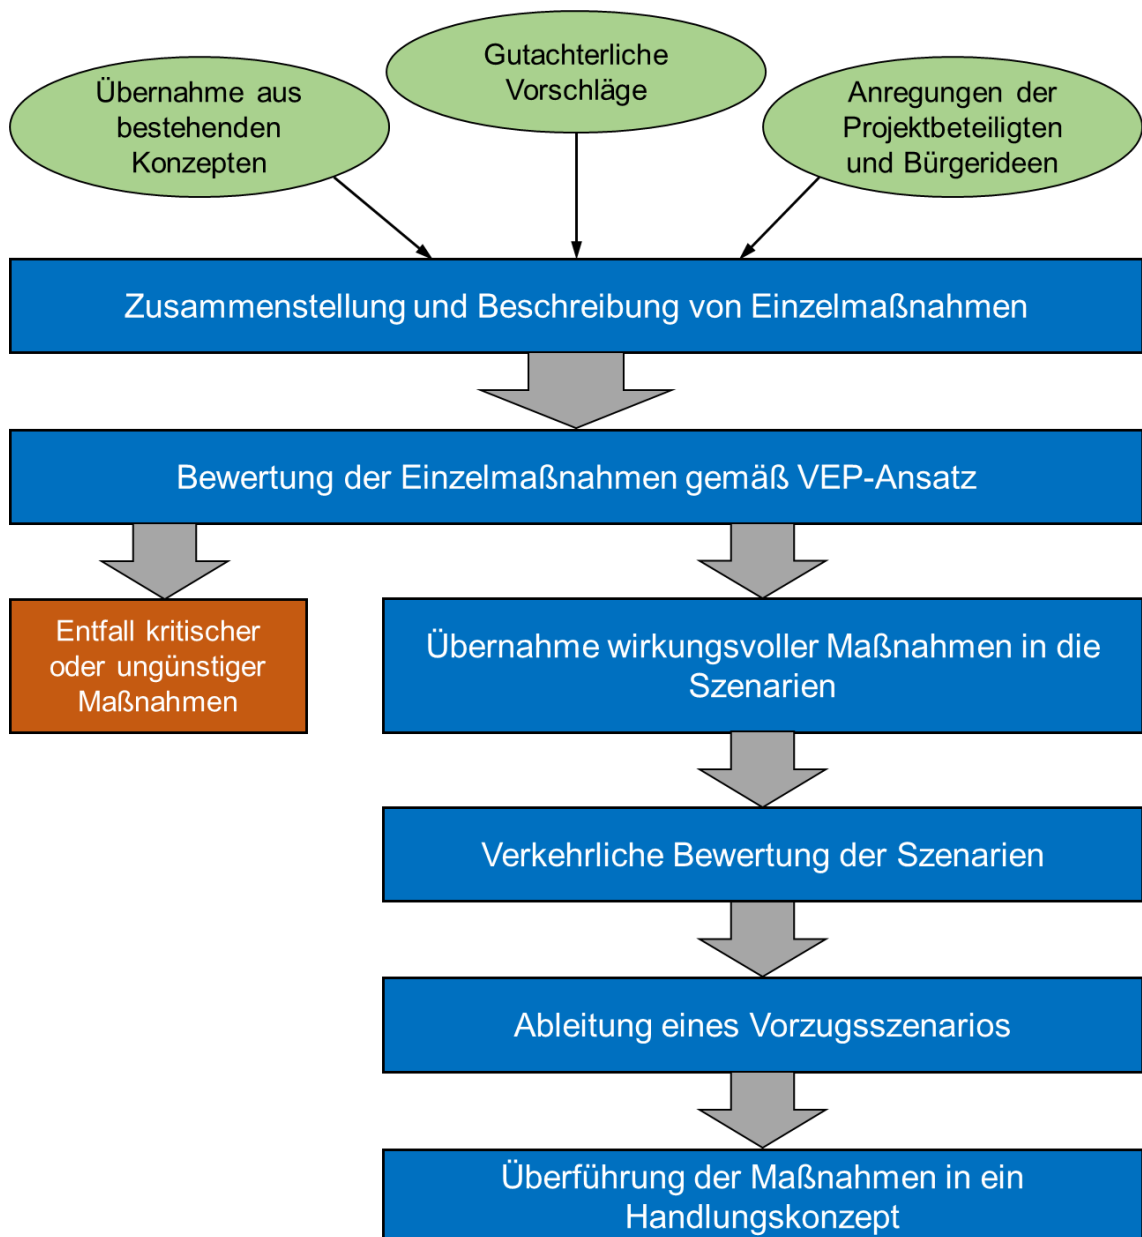 Übernahme aus
bestehenden
Konzepten
Gutachterliche
Vorschläge
Anregungen der
Projektbeteiligten
und Bürgerideen
Zusammenstellung und Beschreibung von Einzelmaßnahmen
Bewertung der Einzelmaßnahmen gemäß VEP-Ansatz
Entfall kritischer
oder ungünstiger
Maßnahmen
Übernahme wirkungsvoller Maßnahmen in die
Szenarien
Verkehrliche Bewertung der Szenarien
Ableitung eines Vorzugsszenarios
Überführung der Maßnahmen in ein
Handlungskonzept